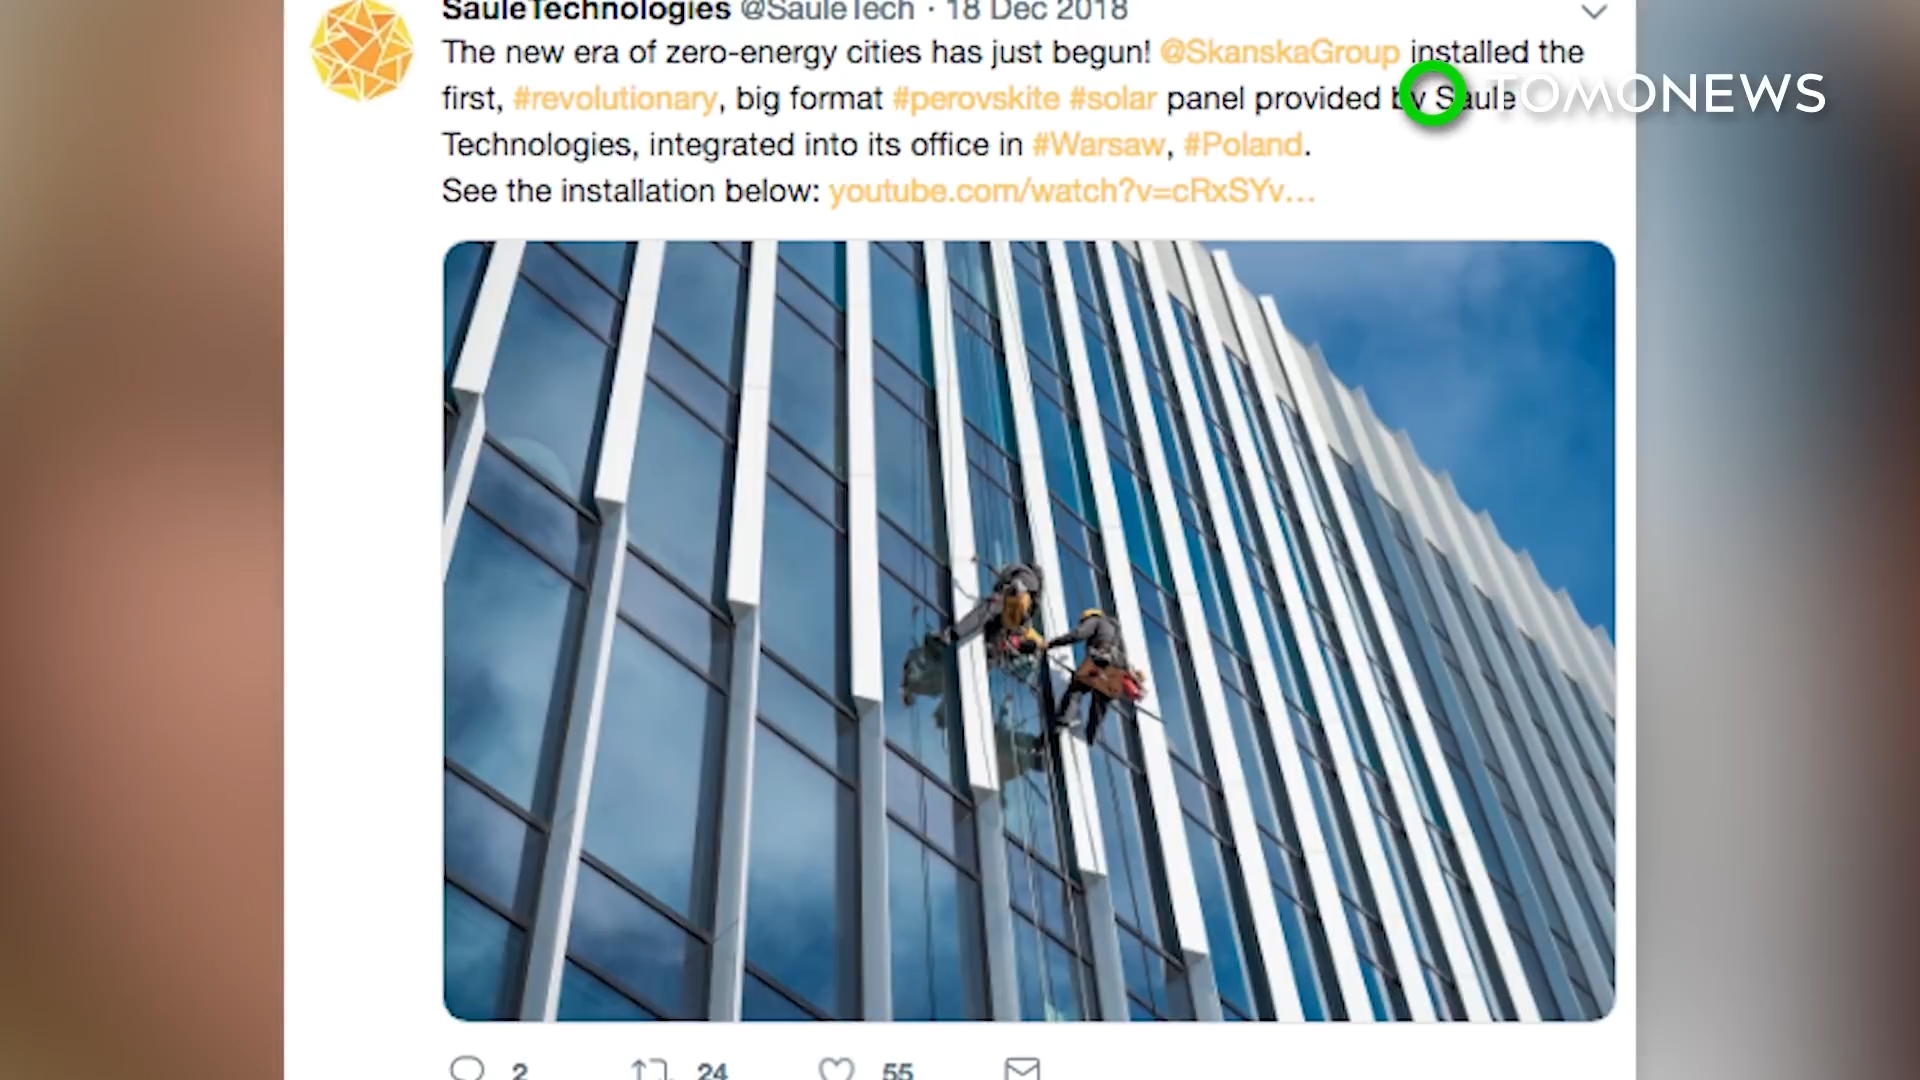 SauleTechnologies @SauleTech · 18 Dec 2018
The new era of zero-energy cities has just begun! @SkanskaGroup installed the
first, #revolutionary, big format #perovskite #solar panel provided by Saule
Technologies, integrated into its office in #Warsaw, #Poland.
See the installation below: youtube.com/watch?v=cRxSYv…
TOMONEWS
2 24 55